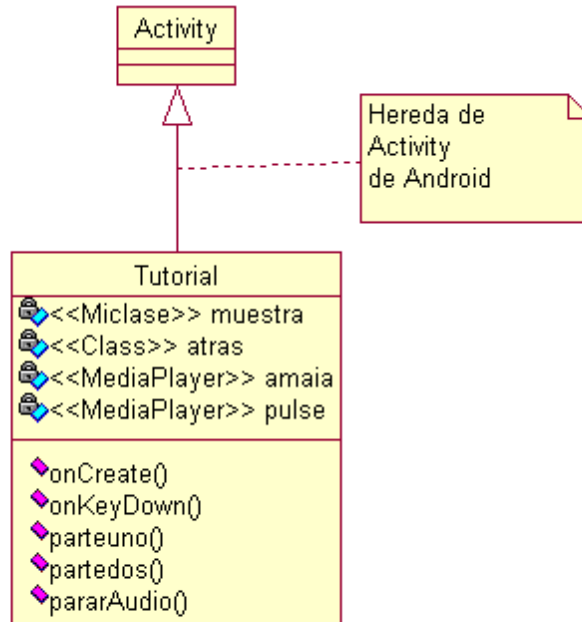 Activity
Hereda de
Activity
de Android
Tutorial
<<Miclase>> muestra
<<Class>> atras
<<MediaPlayer>> amaia
<<MediaPlayer>> pulse
onCreate()
onKeyDown()
parteuno()
partedos()
pararAudio()